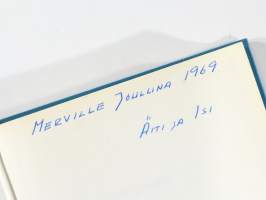 MERVILLE JOULUNA 1969
ÄITI JA ISI